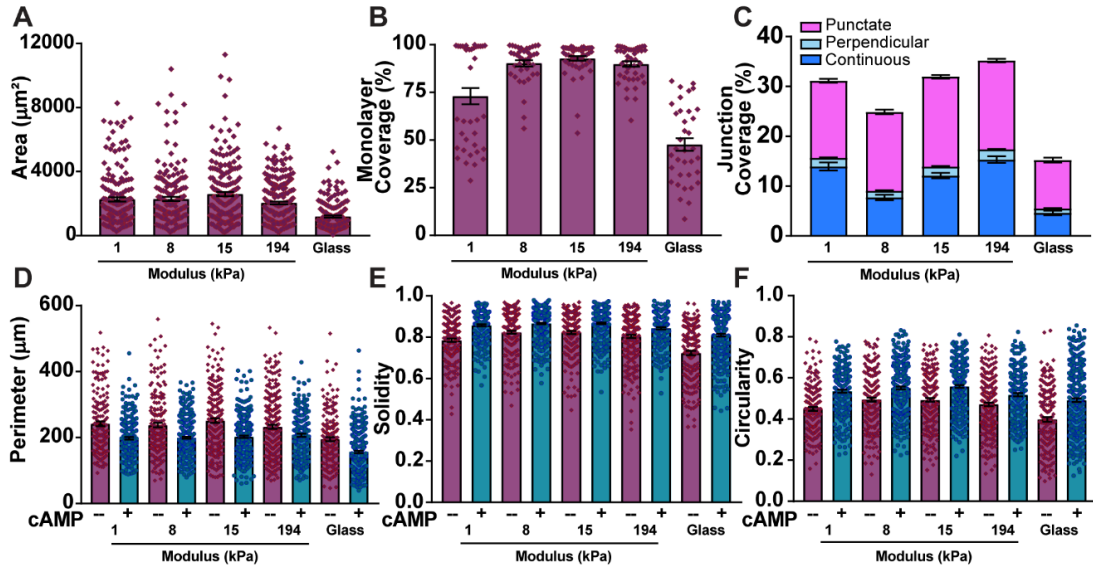 A
Area (µm²)
12000
8000
4000
0
1 8 15 194 Glass
Modulus (kPa)
B
Monolayer
Coverage (%)
100
75
50
25
0
1 8 15 194 Glass
Modulus (kPa)
C
Junction
Coverage (%)
40
30
20
10
0
Punctate
Perpendicular
Continuous
1 8 15 194 Glass
Modulus (kPa)
D
Perimeter (µm)
600
400
200
0
cAMP -- + -- + -- + -- + -- +
1 8 15 194 Glass
Modulus (kPa)
E
Solidity
1.0
0.8
0.6
0.4
0.2
0.0
cAMP -- + -- + -- + -- + -- +
1 8 15 194 Glass
Modulus (kPa)
F
Circularity
1.0
0.8
0.6
0.4
0.2
0.0
cAMP -- + -- + -- + -- + -- +
1 8 15 194 Glass
Modulus (kPa)